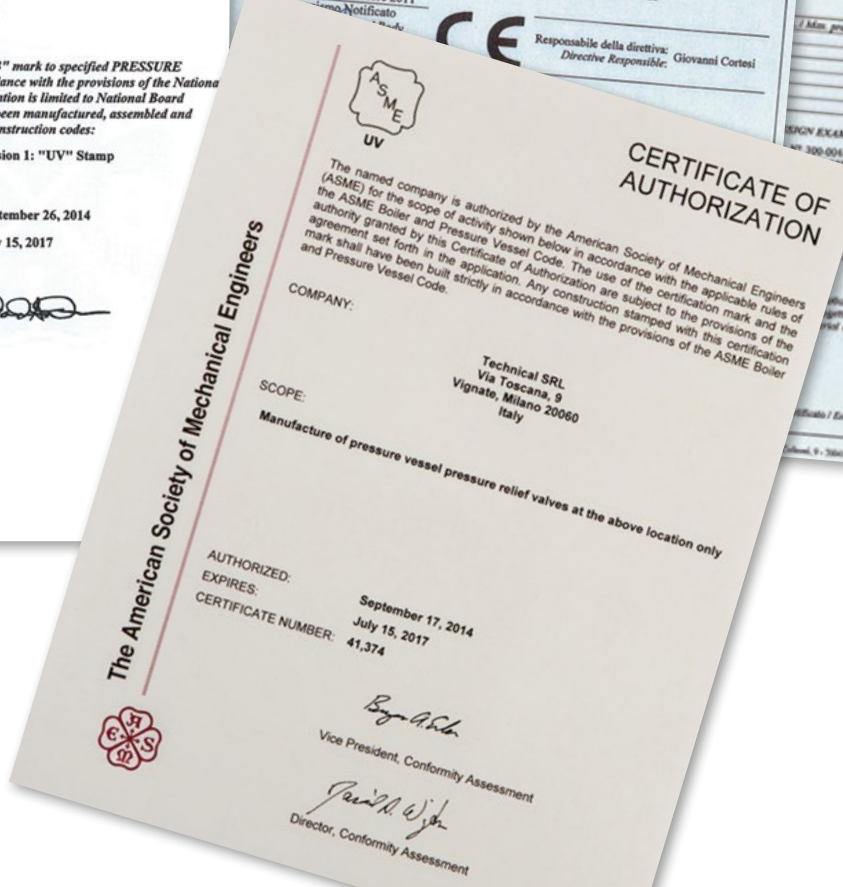 " mark to specified PRESSURE
ance with the provisions of the Nationa
ation is limited to National Board
een manufactured, assembled and
nstruction codes:
sion 1: "UV" Stamp
tember 26, 2014
15, 2017
Notificato
CE
Responsabile della direttiva: Giovanni Cortesi
Directive Responsible:
ASME
UV
CERTIFICATE OF
AUTHORIZATION
The named company is authorized by the American Society of Mechanical Engineers
(ASME) for the scope of activity shown below in accordance with the applicable rules of
the ASME Boiler and Pressure Vessel Code. The use of the certification mark and the
authority granted by this Certificate of Authorization are subject to the provisions of the
agreement set forth in the application. Any construction stamped with this certification
mark shall have been built strictly in accordance with the provisions of the ASME Boiler
and Pressure Vessel Code.
COMPANY:
Technical SRL
Via Toscana, 9
Vignate, Milano 20060
Italy
SCOPE:
Manufacture of pressure vessel pressure relief valves at the above location only
AUTHORIZED: September 17, 2014
EXPIRES: July 15, 2017
CERTIFICATE NUMBER: 41,374
Vice President, Conformity Assessment
Director, Conformity Assessment
The American Society of Mechanical Engineers
ASME